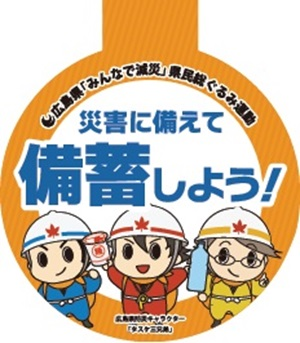 広島県「みんなで減災」県民総ぐるみ運動
災害に備えて
備蓄しよう!
広島県防災キャラクター
「タスケ三兄弟」